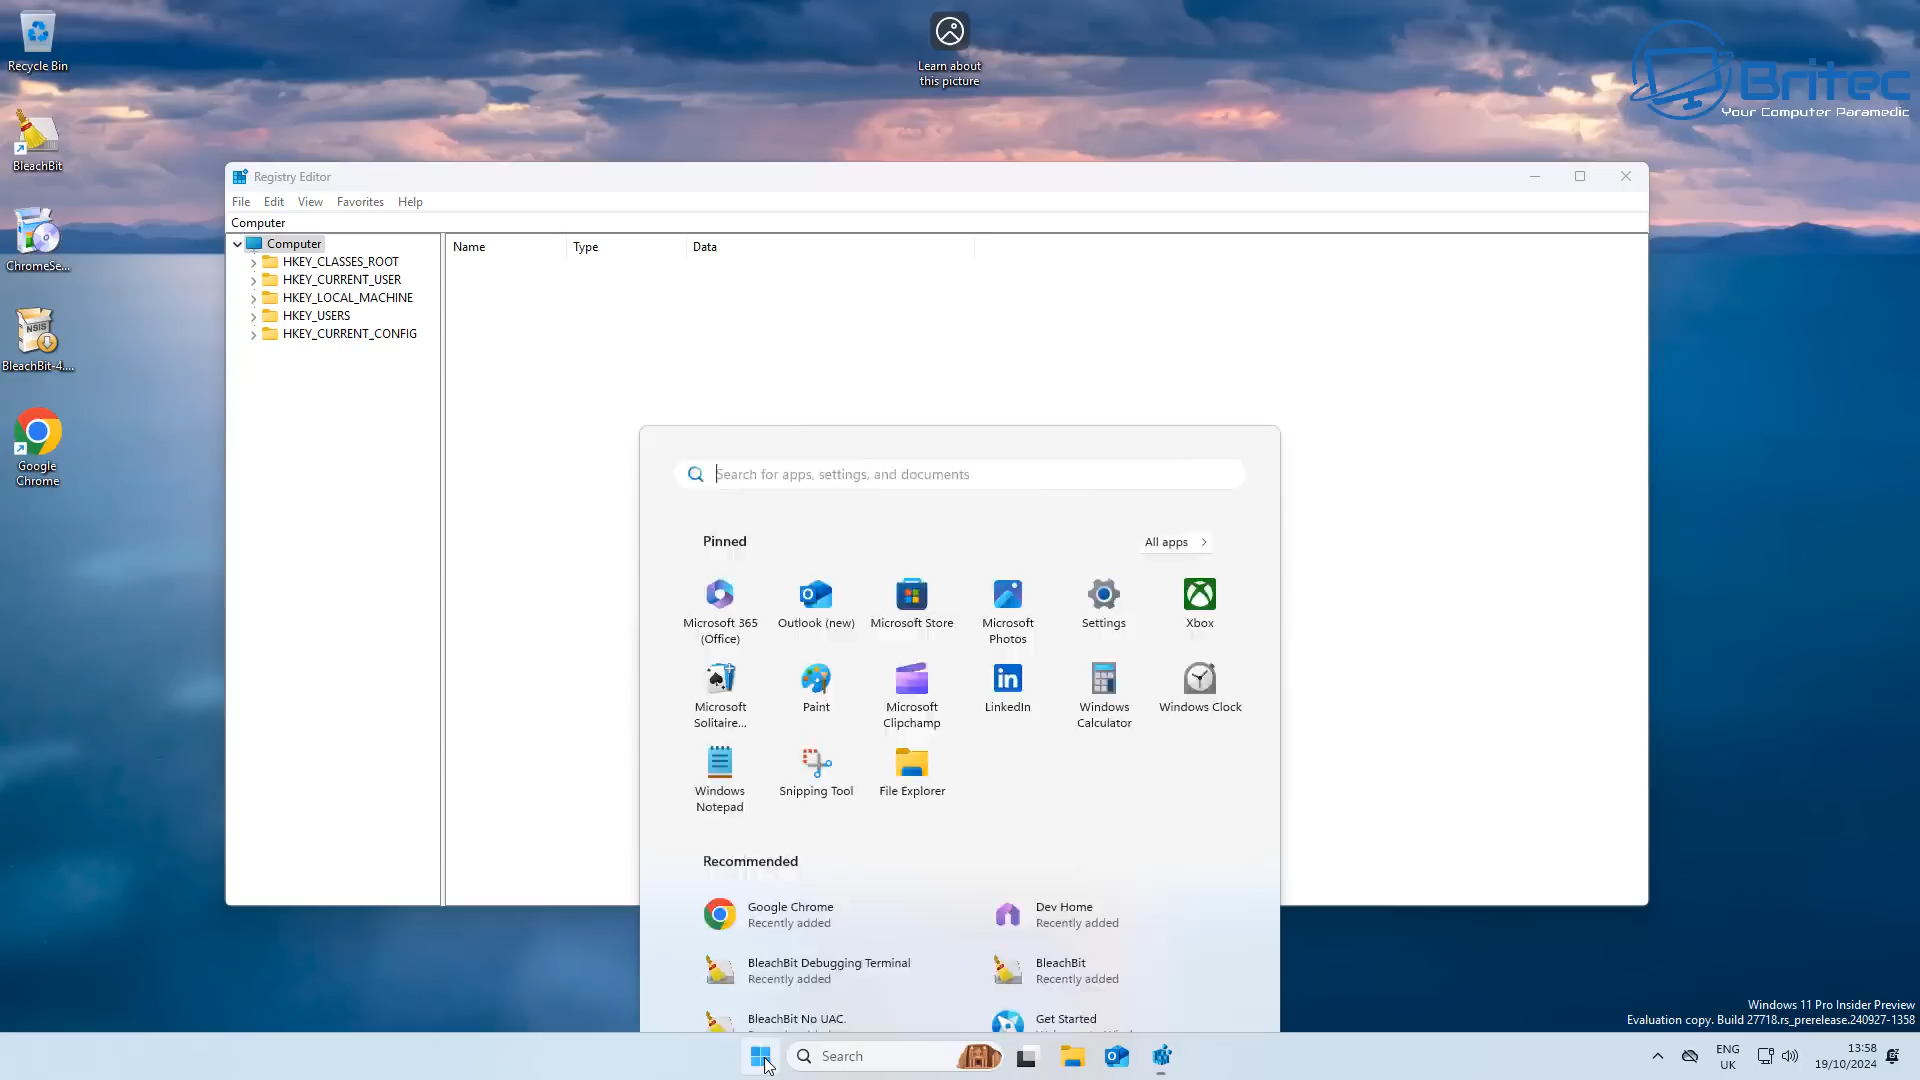 Recycle Bin
Learn about
this picture
Britec
Your Computer Paramedic
BleachBit
ChromeSe...
NSIS
BleachBit-4....
Google
Chrome
Registry Editor
File Edit View Favorites Help
Computer
Computer
HKEY_CLASSES_ROOT
HKEY_CURRENT_USER
HKEY_LOCAL_MACHINE
HKEY_USERS
HKEY_CURRENT_CONFIG
Name Type Data
Search for apps, settings, and documents
Pinned
All apps
Microsoft 365
(Office)
Outlook (new)
Microsoft Store
Microsoft
Photos
Settings
Xbox
Microsoft
Solitaire...
Paint
Microsoft
Clipchamp
LinkedIn
Windows
Calculator
Windows Clock
Windows
Notepad
Snipping Tool
File Explorer
Recommended
Google Chrome
Recently added
Dev Home
Recently added
BleachBit Debugging Terminal
Recently added
BleachBit
Recently added
BleachBit No UAC.
Get Started
Windows 11 Pro Insider Preview
Evaluation copy. Build 27718.rs_prerelease.240927-1358
Search
ENG
UK
13:58
19/10/2024